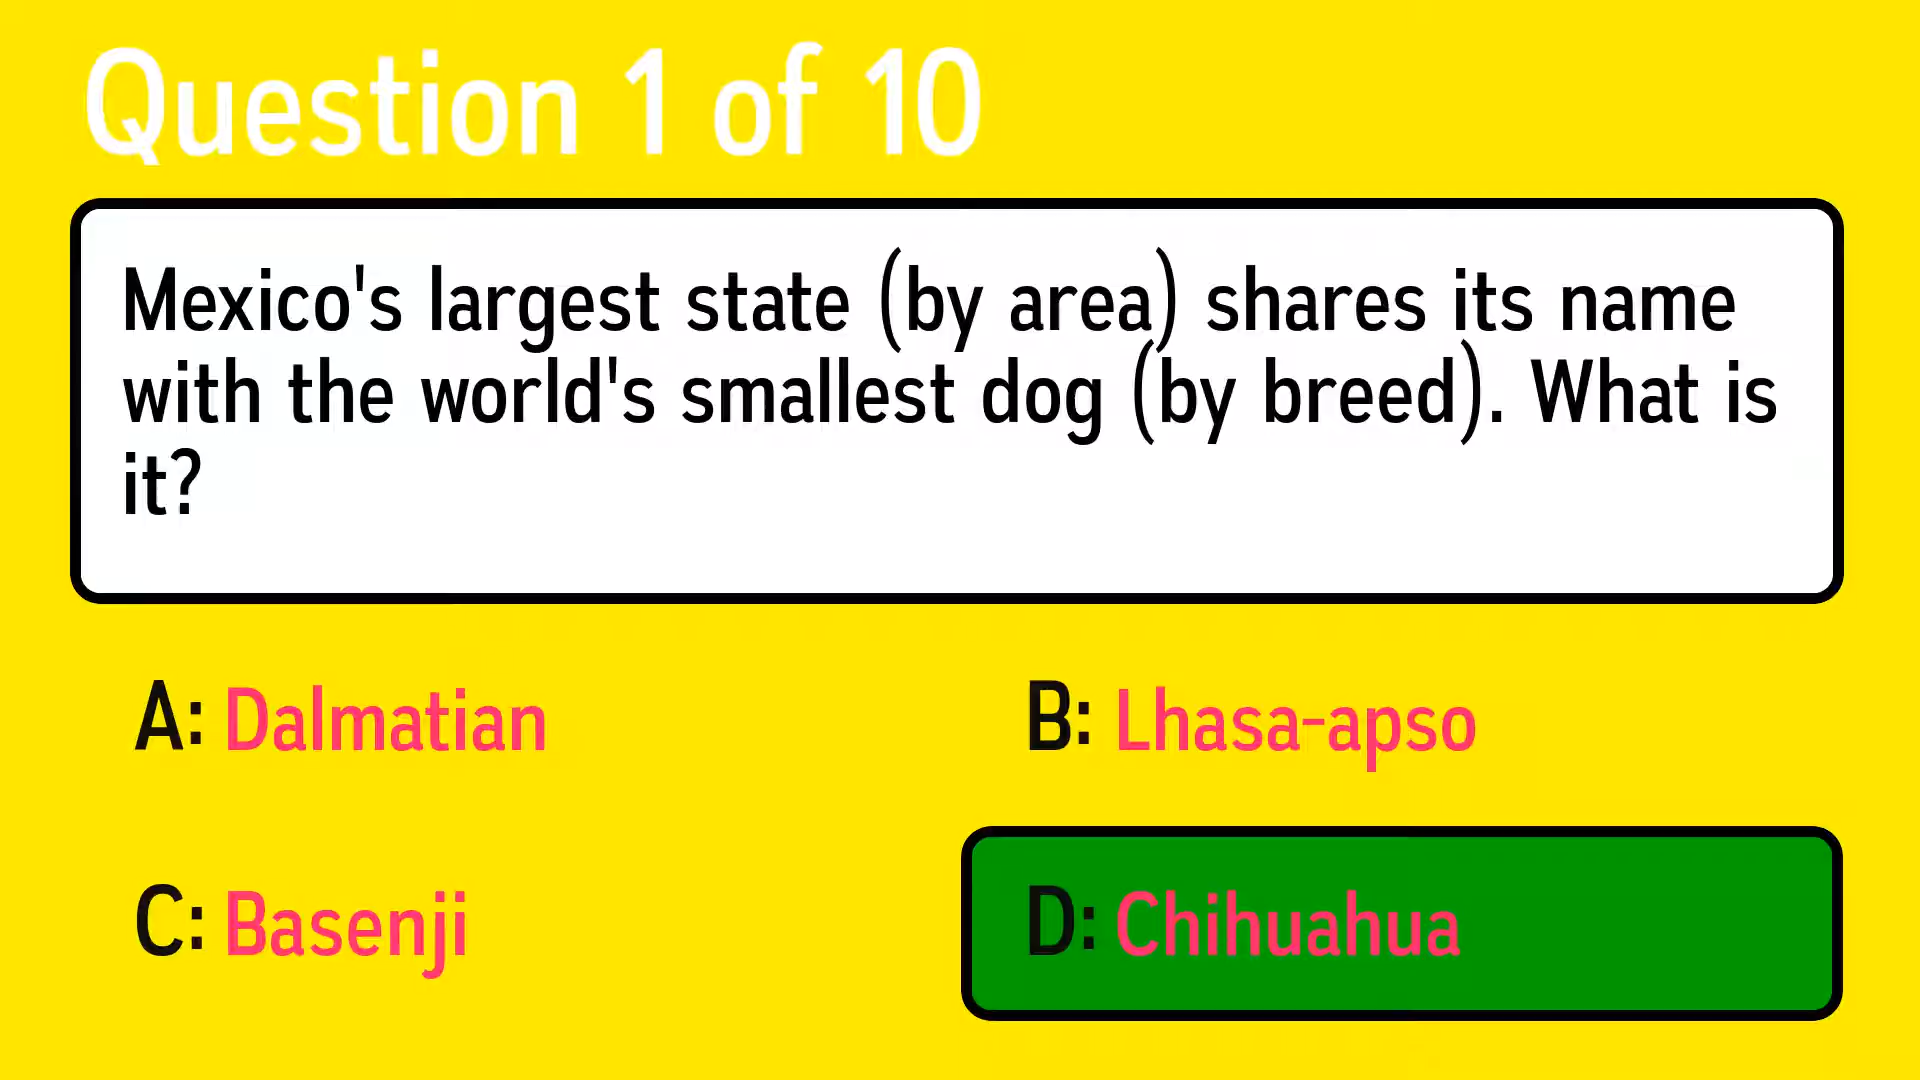 Question 1 of 10
Mexico's largest state (by area) shares its name
with the world's smallest dog (by breed). What is
it?
A: Dalmatian
B: Lhasa-apso
C: Basenji
D: Chihuahua